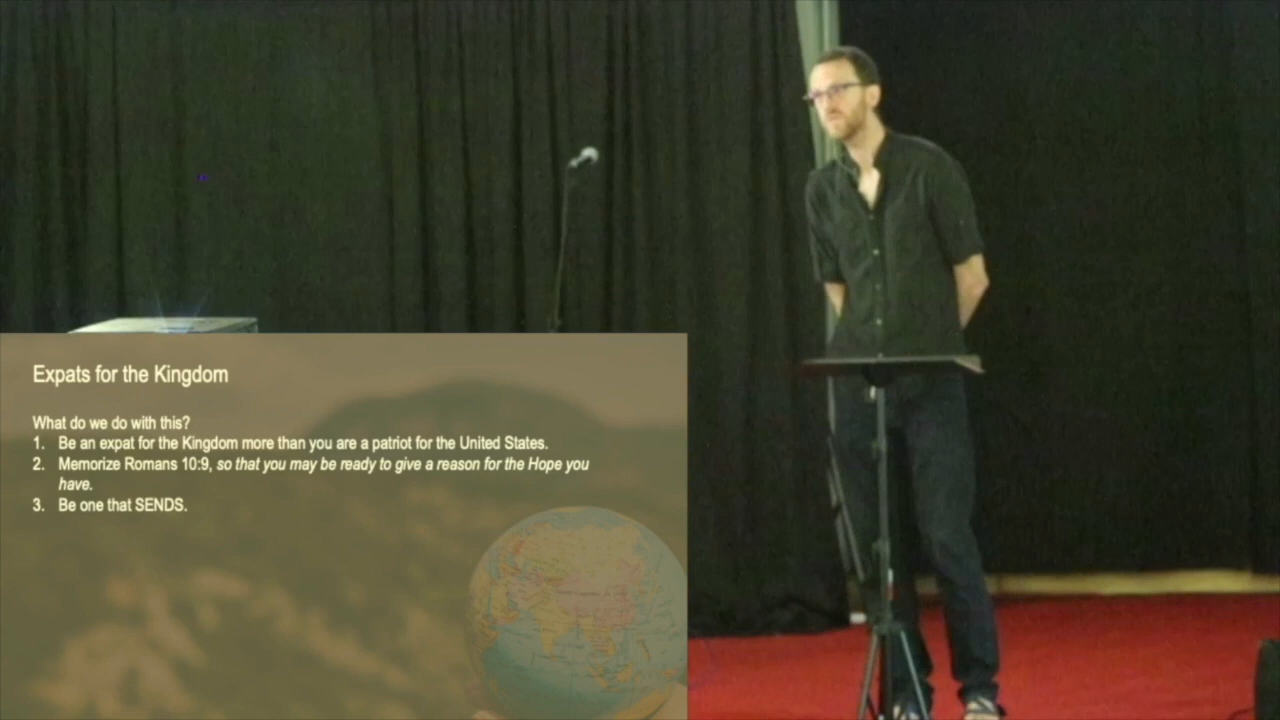 Expats for the Kingdom
What do we do with this?
1. Be an expat for the Kingdom more than you are a patriot for the United States.
2. Memorize Romans 10:9, so that you may be ready to give a reason for the Hope you
have.
3. Be one that SENDS.